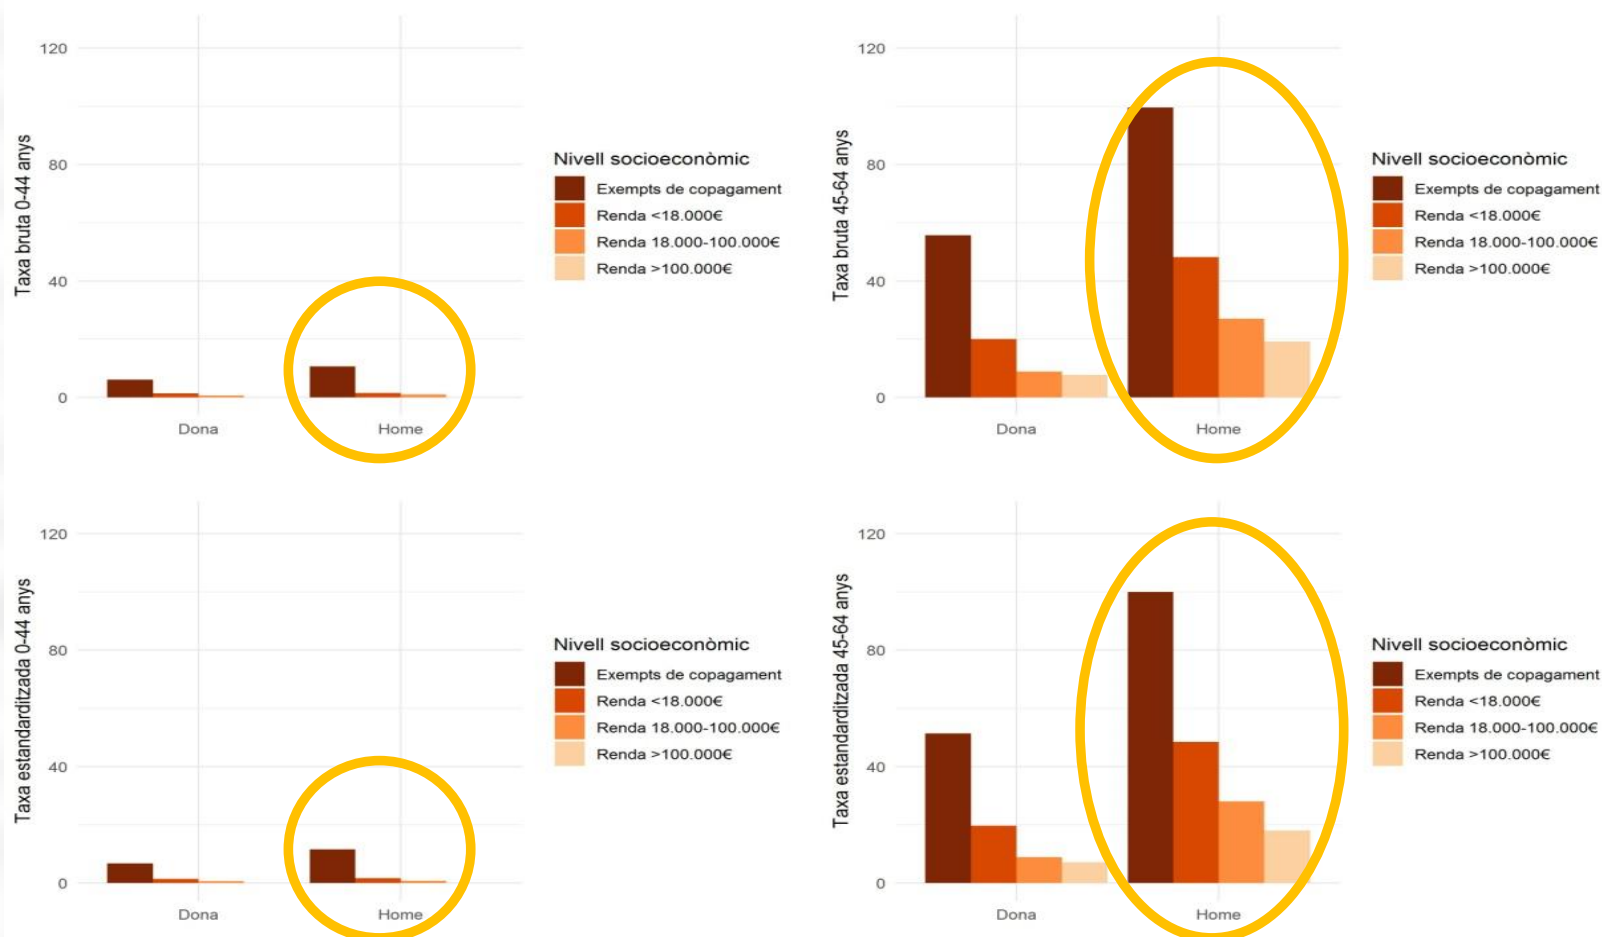 120
80
40
0
Taxa bruta 0-44 anys
Dona
Home
Nivell socioeconòmic
Exempts de copagament
Renda <18.000€
Renda 18.000-100.000€
Renda >100.000€
120
80
40
0
Taxa bruta 45-64 anys
Dona
Home
Nivell socioeconòmic
Exempts de copagament
Renda <18.000€
Renda 18.000-100.000€
Renda >100.000€
120
80
40
0
Taxa estandarditzada 0-44 anys
Dona
Home
Nivell socioeconòmic
Exempts de copagament
Renda <18.000€
Renda 18.000-100.000€
Renda >100.000€
120
80
40
0
Taxa estandarditzada 45-64 anys
Dona
Home
Nivell socioeconòmic
Exempts de copagament
Renda <18.000€
Renda 18.000-100.000€
Renda >100.000€